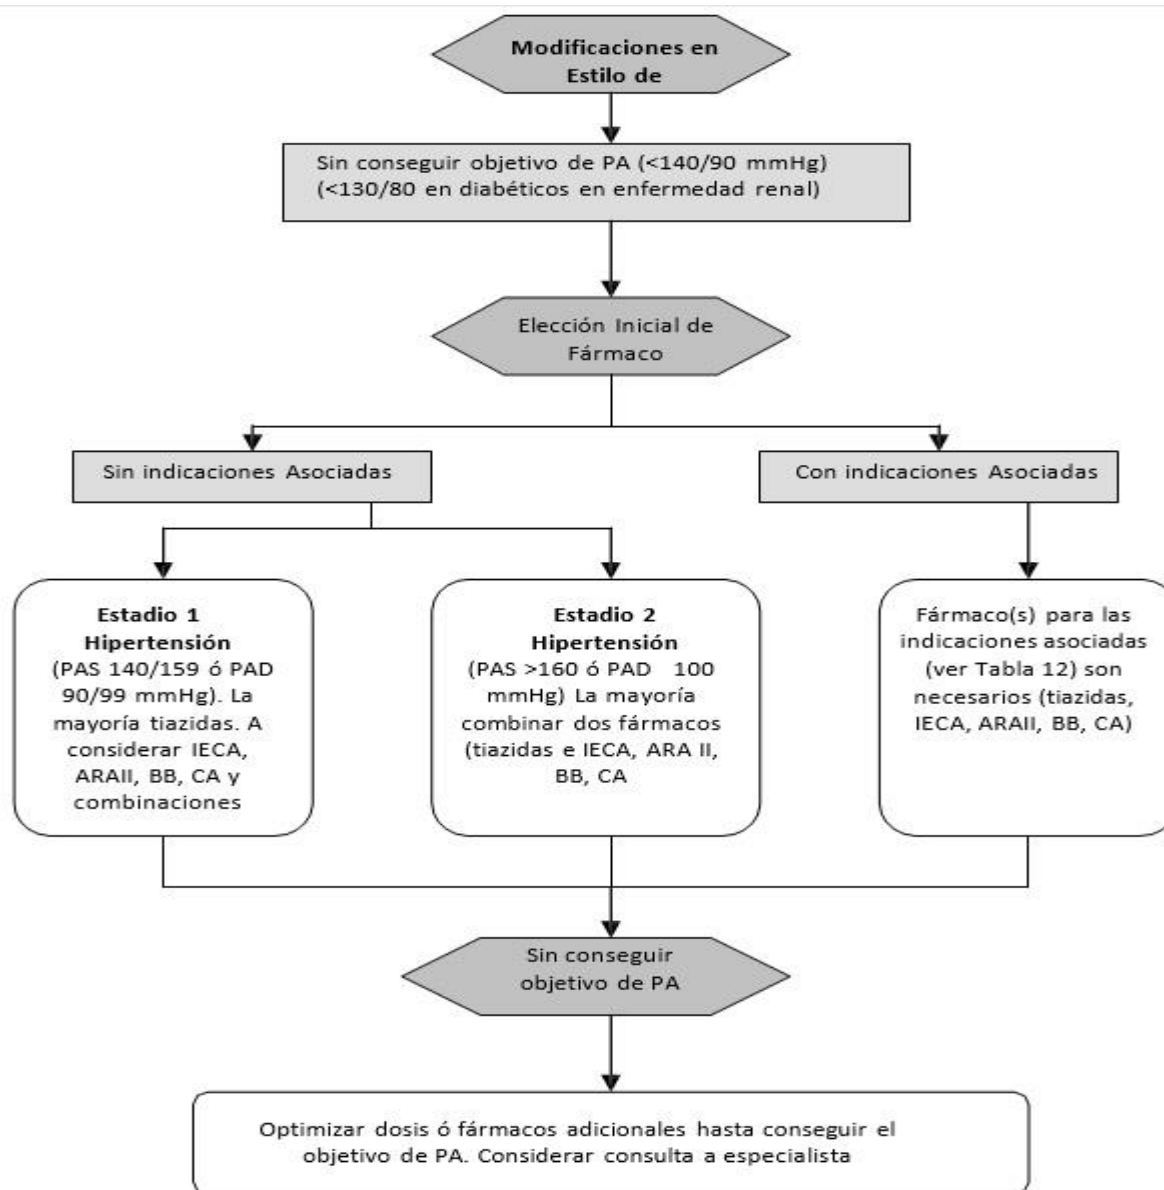 Modificaciones en
Estilo de
Sin conseguir objetivo de PA (<140/90 mmHg)
(<130/80 en diabéticos en enfermedad renal)
Elección Inicial de
Fármaco
Sin indicaciones Asociadas
Con indicaciones Asociadas
Estadio 1
Hipertensión
(PAS 140/159 ó PAD
90/99 mmHg). La
mayoría tiazidas. A
considerar IECA,
ARAII, BB, CA y
combinaciones
Estadio 2
Hipertensión
(PAS >160 ó PAD 100
mmHg) La mayoría
combinar dos fármacos
(tiazidas e IECA, ARA II,
BB, CA
Fármaco(s) para las
indicaciones asociadas
(ver Tabla 12) son
necesarios (tiazidas,
IECA, ARAII, BB, CA)
Sin conseguir
objetivo de PA
Optimizar dosis ó fármacos adicionales hasta conseguir el
objetivo de PA. Considerar consulta a especialista